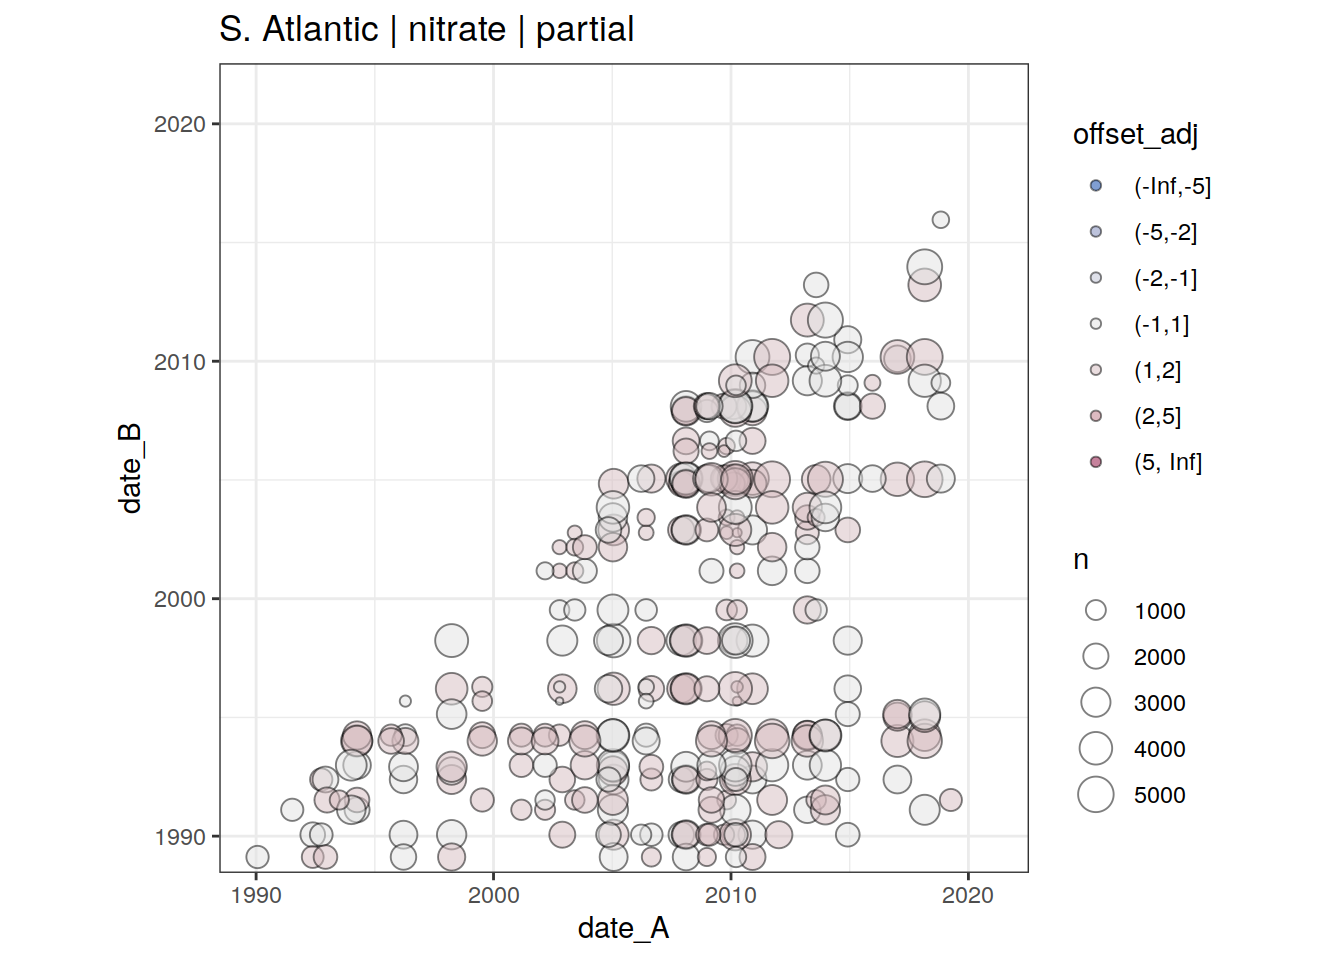 S. Atlantic | nitrate | partial
2020
2010
2000
1990
date_B
1990
2000
2010
2020
date_A
offset_adj
(-Inf,-5]
(-5,-2]
(-2,-1]
(-1,1]
(1,2]
(2,5]
(5, Inf]
n
1000
2000
3000
4000
5000